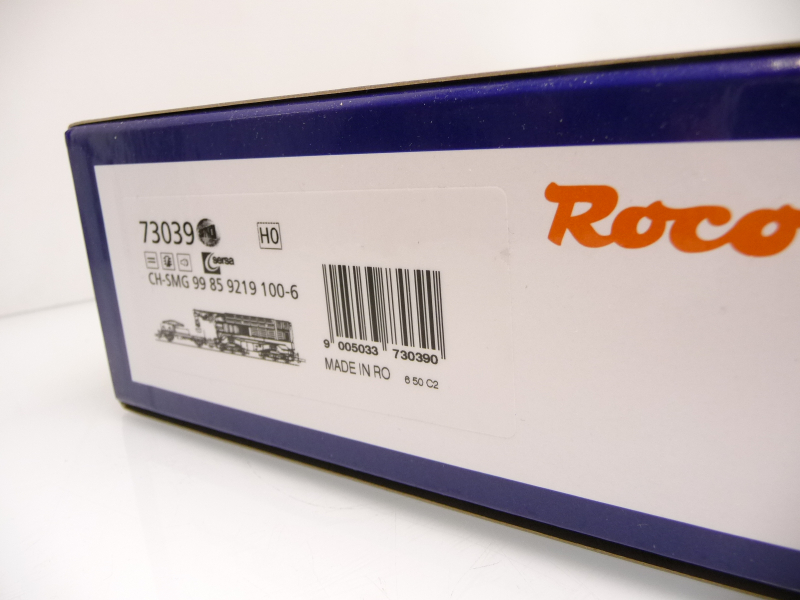 Roco
73039
H0
sersa
CH-SMG 99 85 9219 100-6
9 005033 730390
MADE IN RO 6 50 C2